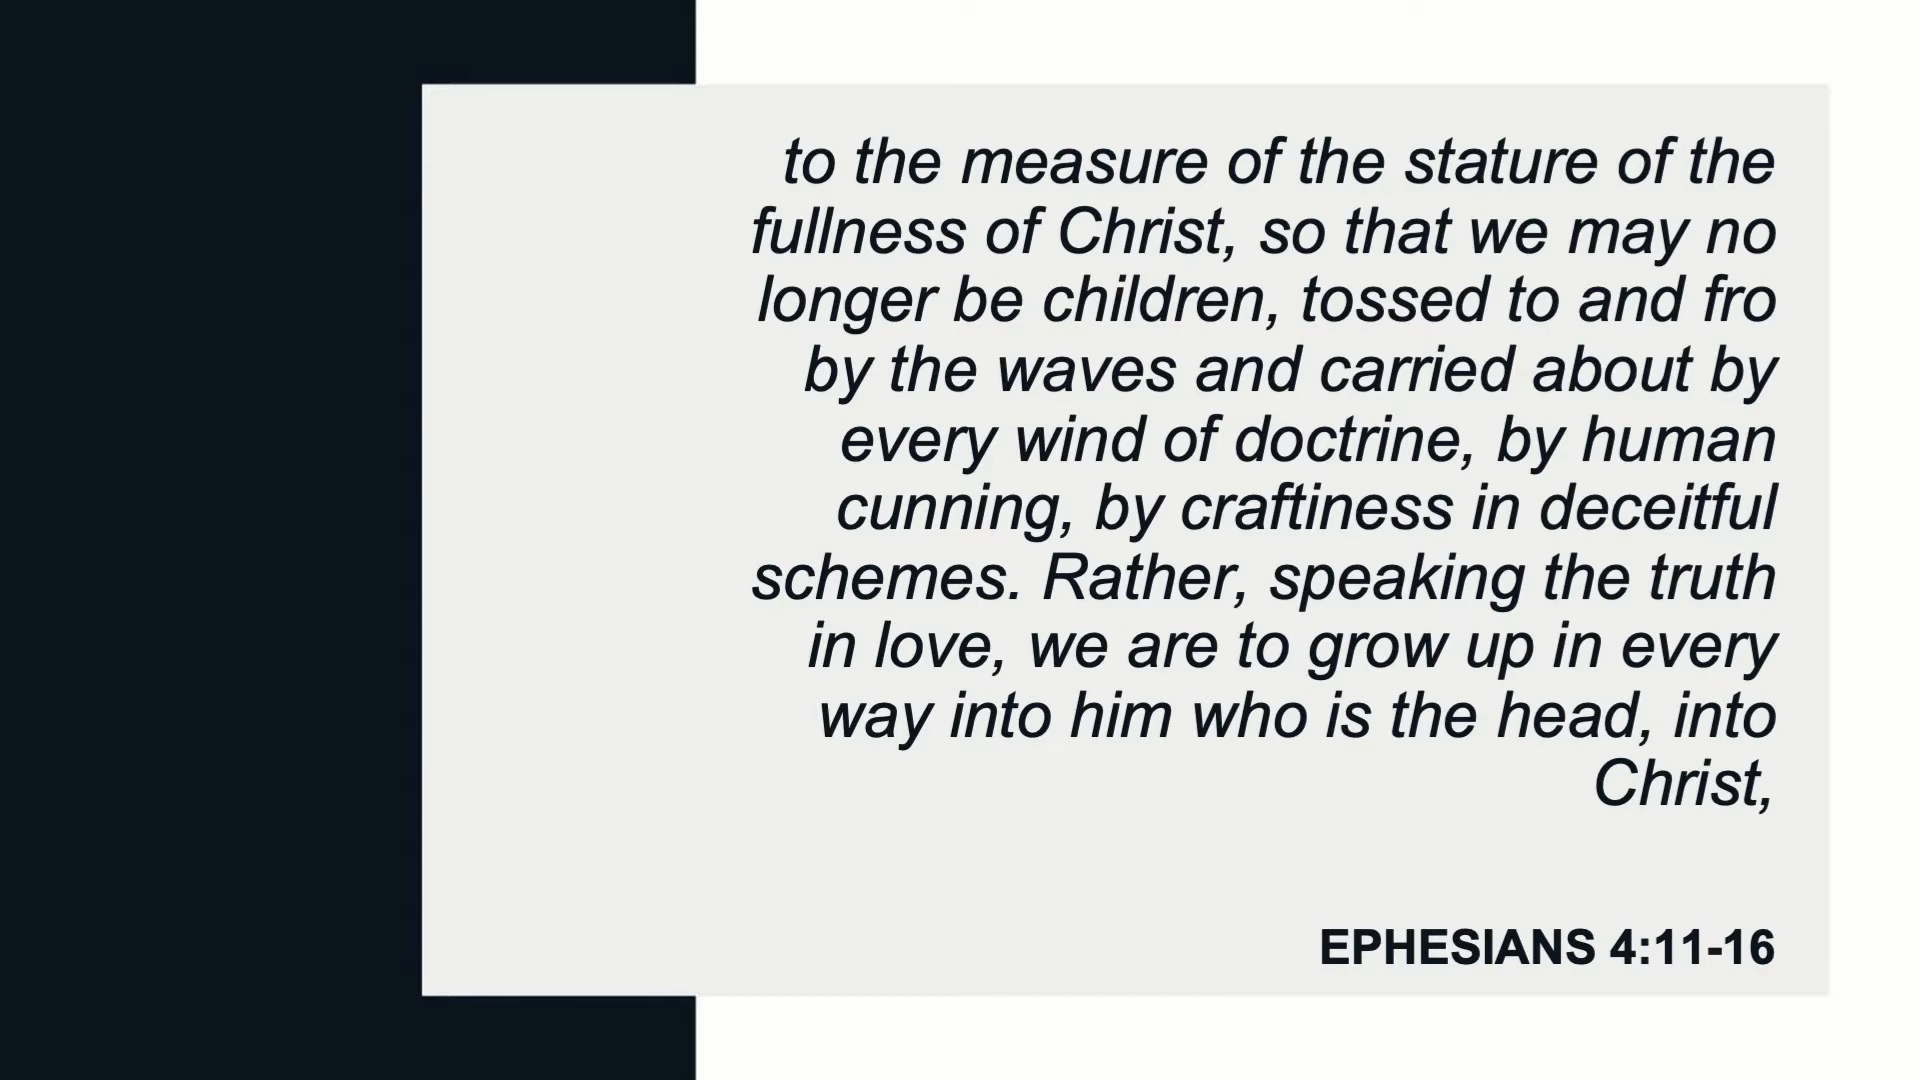 to the measure of the stature of the
fullness of Christ, so that we may no
longer be children, tossed to and fro
by the waves and carried about by
every wind of doctrine, by human
cunning, by craftiness in deceitful
schemes. Rather, speaking the truth
in love, we are to grow up in every
way into him who is the head, into
Christ,
EPHESIANS 4:11-16